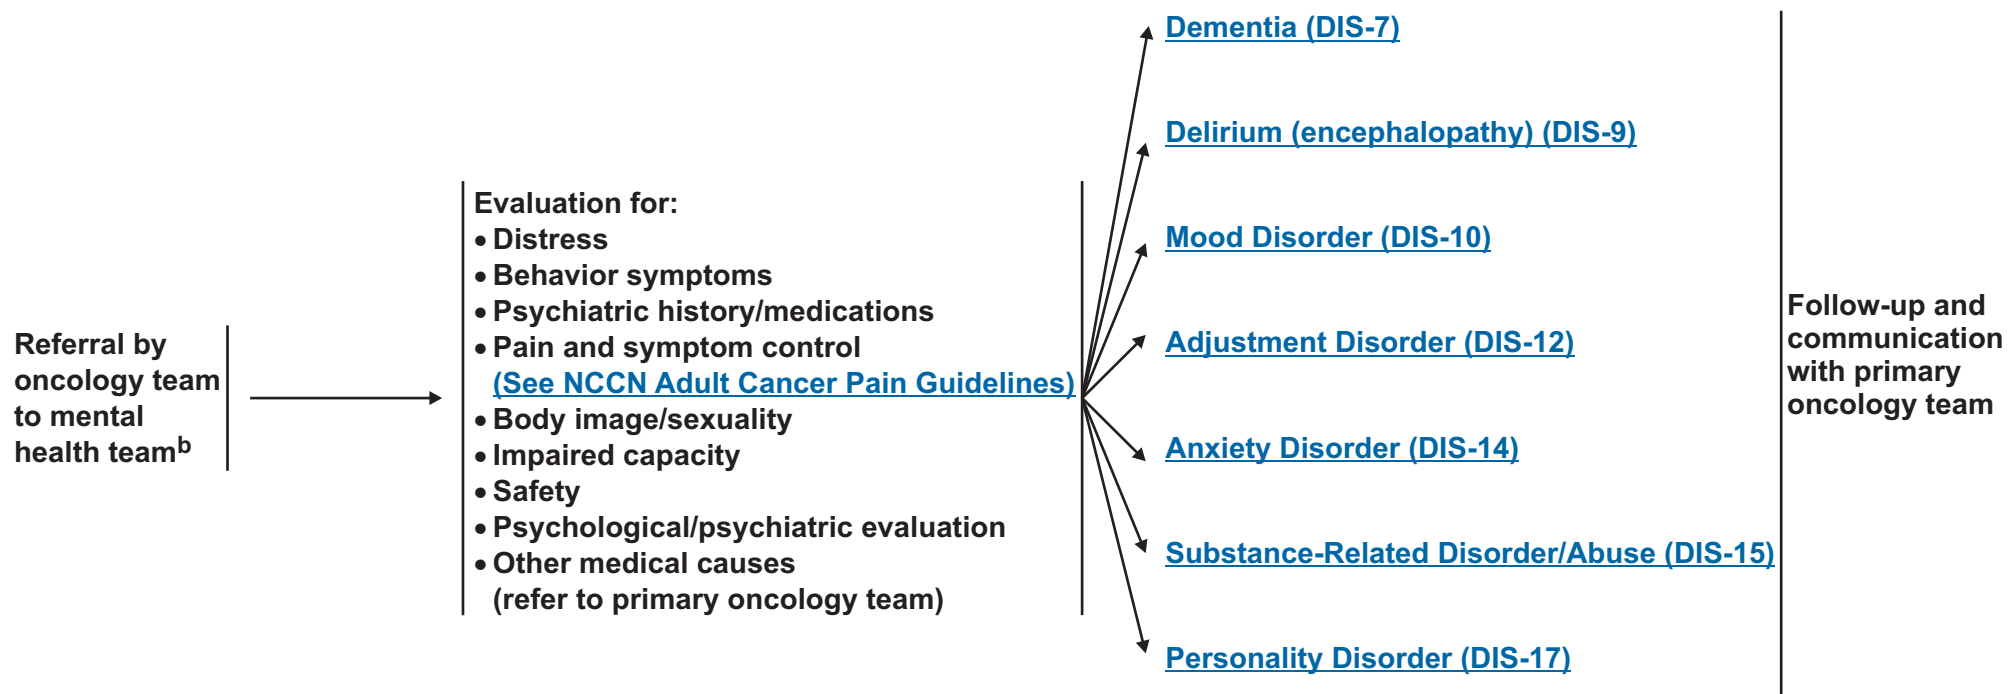 Referral by
oncology team
to mental
health teamb
Evaluation for:
• Distress
• Behavior symptoms
• Psychiatric history/medications
• Pain and symptom control
(See NCCN Adult Cancer Pain Guidelines)
• Body image/sexuality
• Impaired capacity
• Safety
• Psychological/psychiatric evaluation
• Other medical causes
(refer to primary oncology team)
Dementia (DIS-7)
Delirium (encephalopathy) (DIS-9)
Mood Disorder (DIS-10)
Adjustment Disorder (DIS-12)
Anxiety Disorder (DIS-14)
Substance-Related Disorder/Abuse (DIS-15)
Personality Disorder (DIS-17)
Follow-up and
communication
with primary
oncology team